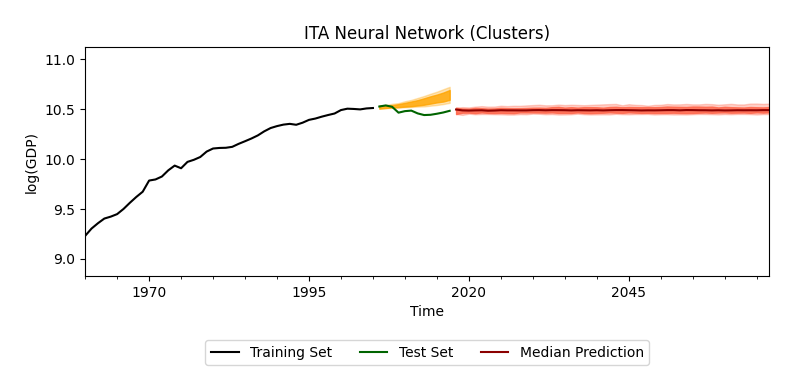 ITA Neural Network (Clusters)
log(GDP)
11.0
10.5
10.0
9.5
9.0
1970 1995 2020 2045
Time
Training Set Test Set Median Prediction